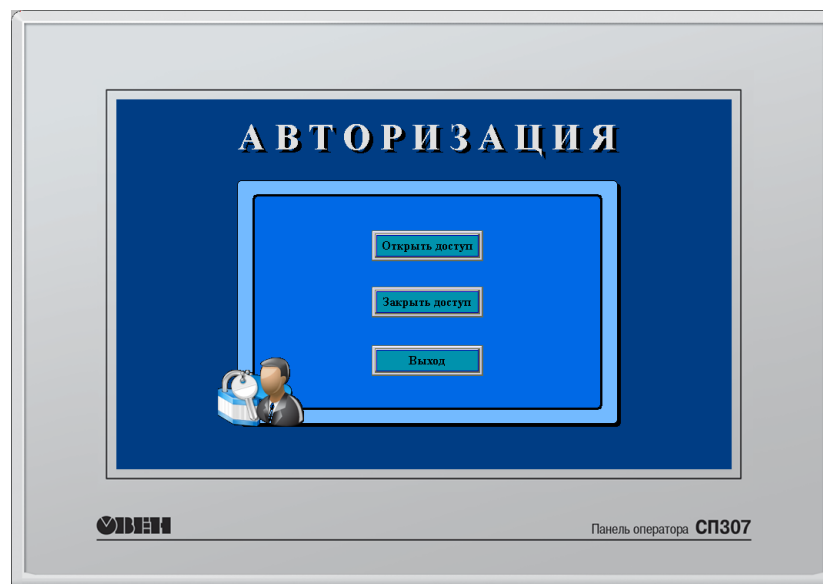 АВТОРИЗАЦИЯ
Открыть доступ
Закрыть доступ
Выход
ОВЕН
Панель оператора СП307